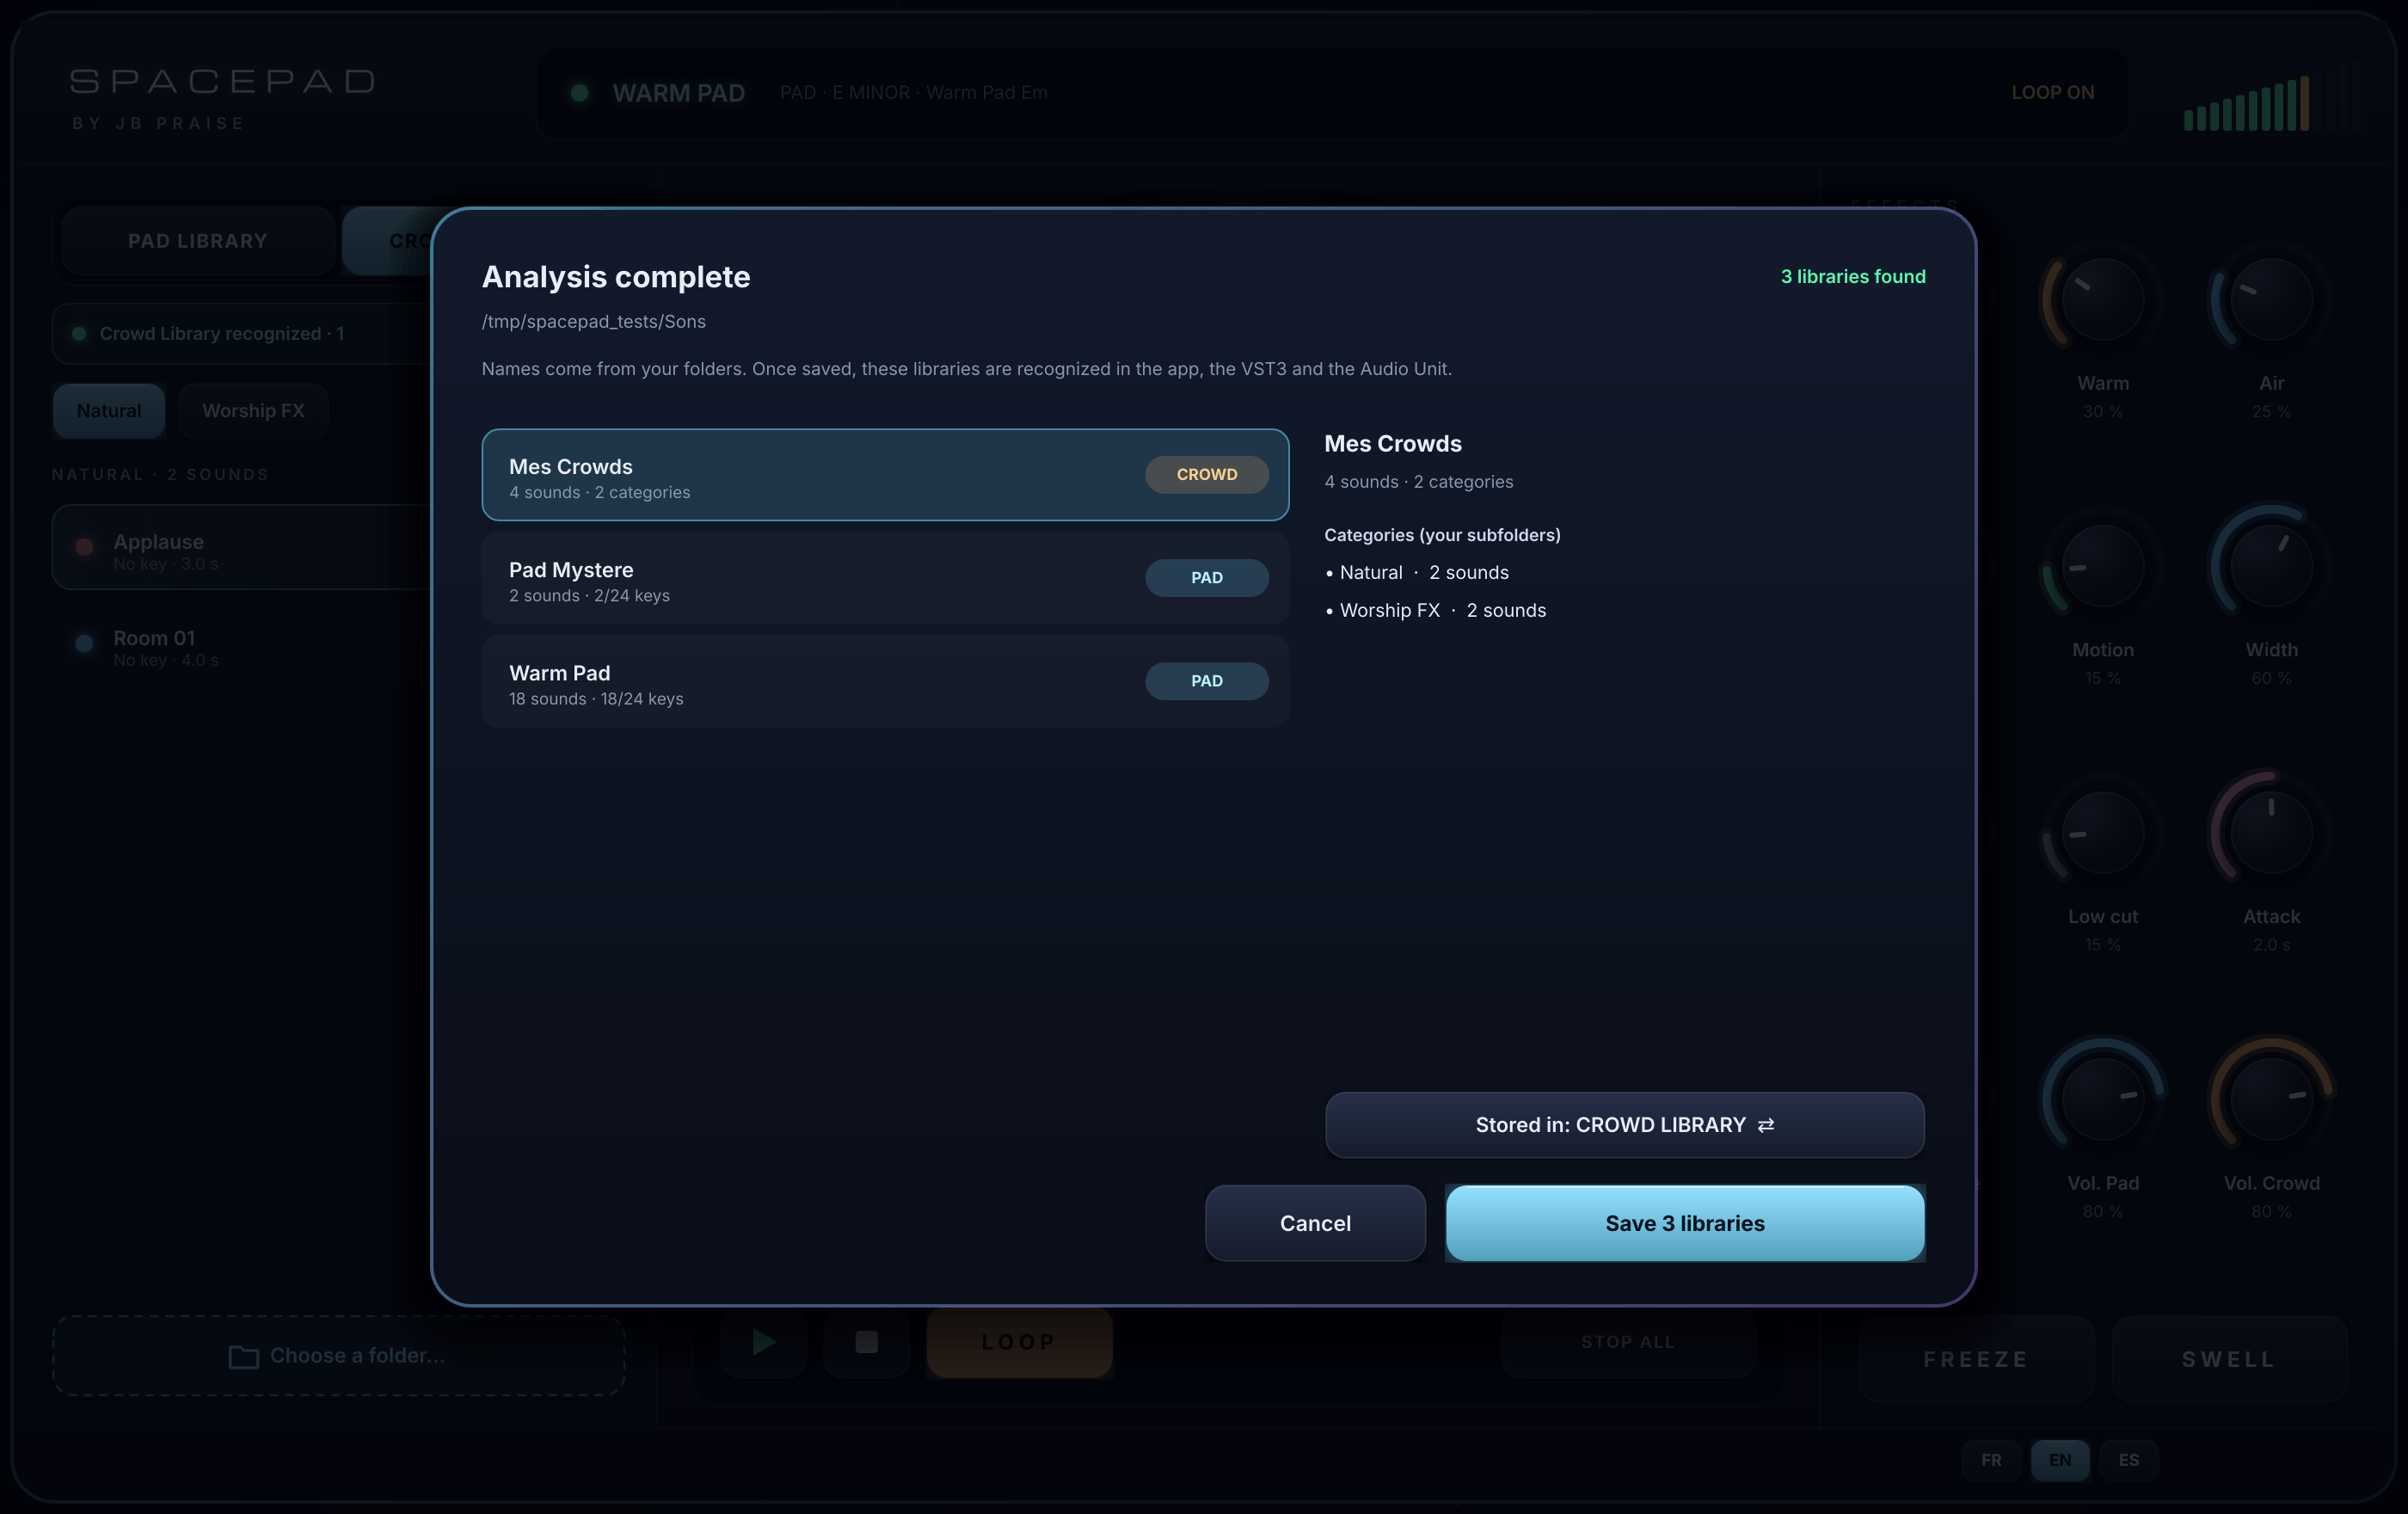 SPACEPAD
BY JB PRAISE
WARM PAD
PAD · E MINOR · Warm Pad Em
LOOP ON
PAD LIBRARY
CRO
Crowd Library recognized · 1
Natural
Worship FX
NATURAL · 2 SOUNDS
Applause
No key · 3.0 s
Room 01
No key · 4.0 s
Choose a folder...
Analysis complete
3 libraries found
/tmp/spacepad_tests/Sons
Names come from your folders. Once saved, these libraries are recognized in the app, the VST3 and the Audio Unit.
Mes Crowds
4 sounds · 2 categories
CROWD
Pad Mystere
2 sounds · 2/24 keys
PAD
Warm Pad
18 sounds · 18/24 keys
PAD
Mes Crowds
4 sounds · 2 categories
Categories (your subfolders)
• Natural · 2 sounds
• Worship FX · 2 sounds
Stored in: CROWD LIBRARY ⇄
Cancel
Save 3 libraries
LOOP
STOP ALL
EFFECTS
Warm
30 %
Air
25 %
Motion
15 %
Width
60 %
Low cut
15 %
Attack
2.0 s
Vol. Pad
80 %
Vol. Crowd
80 %
FREEZE
SWELL
FR
EN
ES